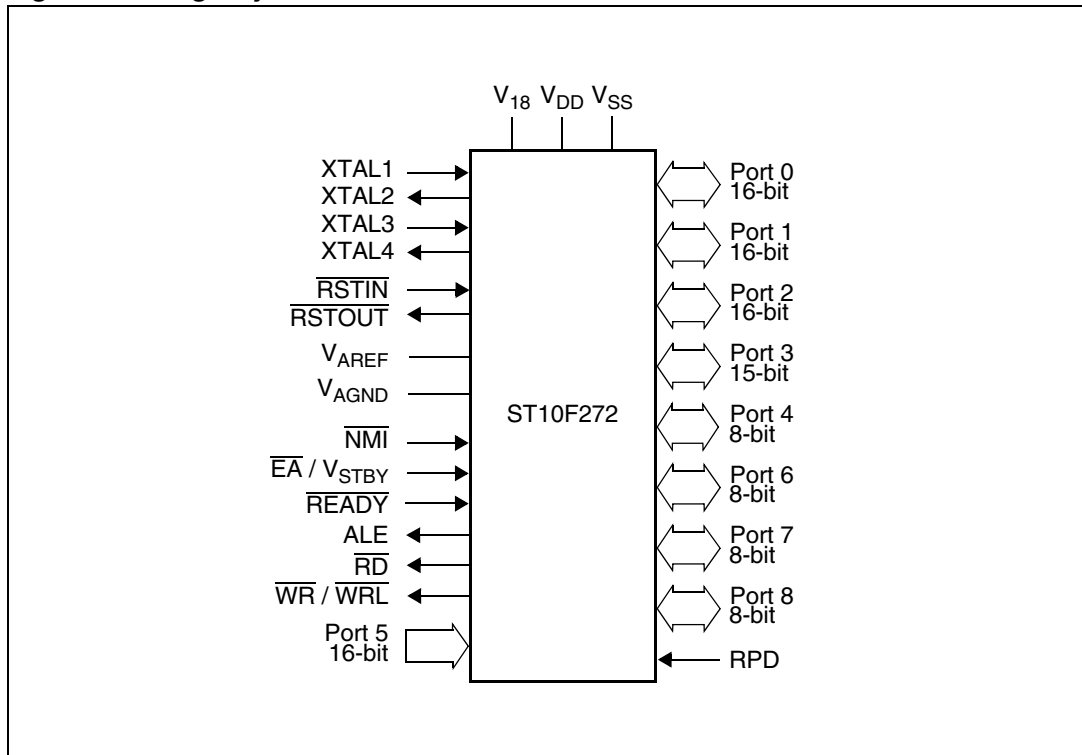 V18 VDD VSS
XTAL1
XTAL2
XTAL3
XTAL4
RSTIN
RSTOUT
VAREF
VAGND
NMI
EA / VSTBY
READY
ALE
RD
WR / WRL
Port 5
16-bit
ST10F272
Port 0
16-bit
Port 1
16-bit
Port 2
16-bit
Port 3
15-bit
Port 4
8-bit
Port 6
8-bit
Port 7
8-bit
Port 8
8-bit
RPD